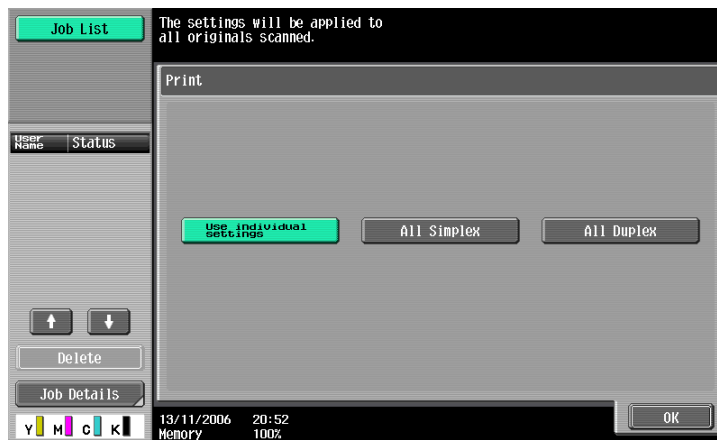 Job List
The settings will be applied to
all originals scanned.
Print
User
Name
Status
Use individual
settings
All Simplex
All Duplex
Delete
Job Details
Y M C K
13/11/2006 20:52
Memory 100%
OK